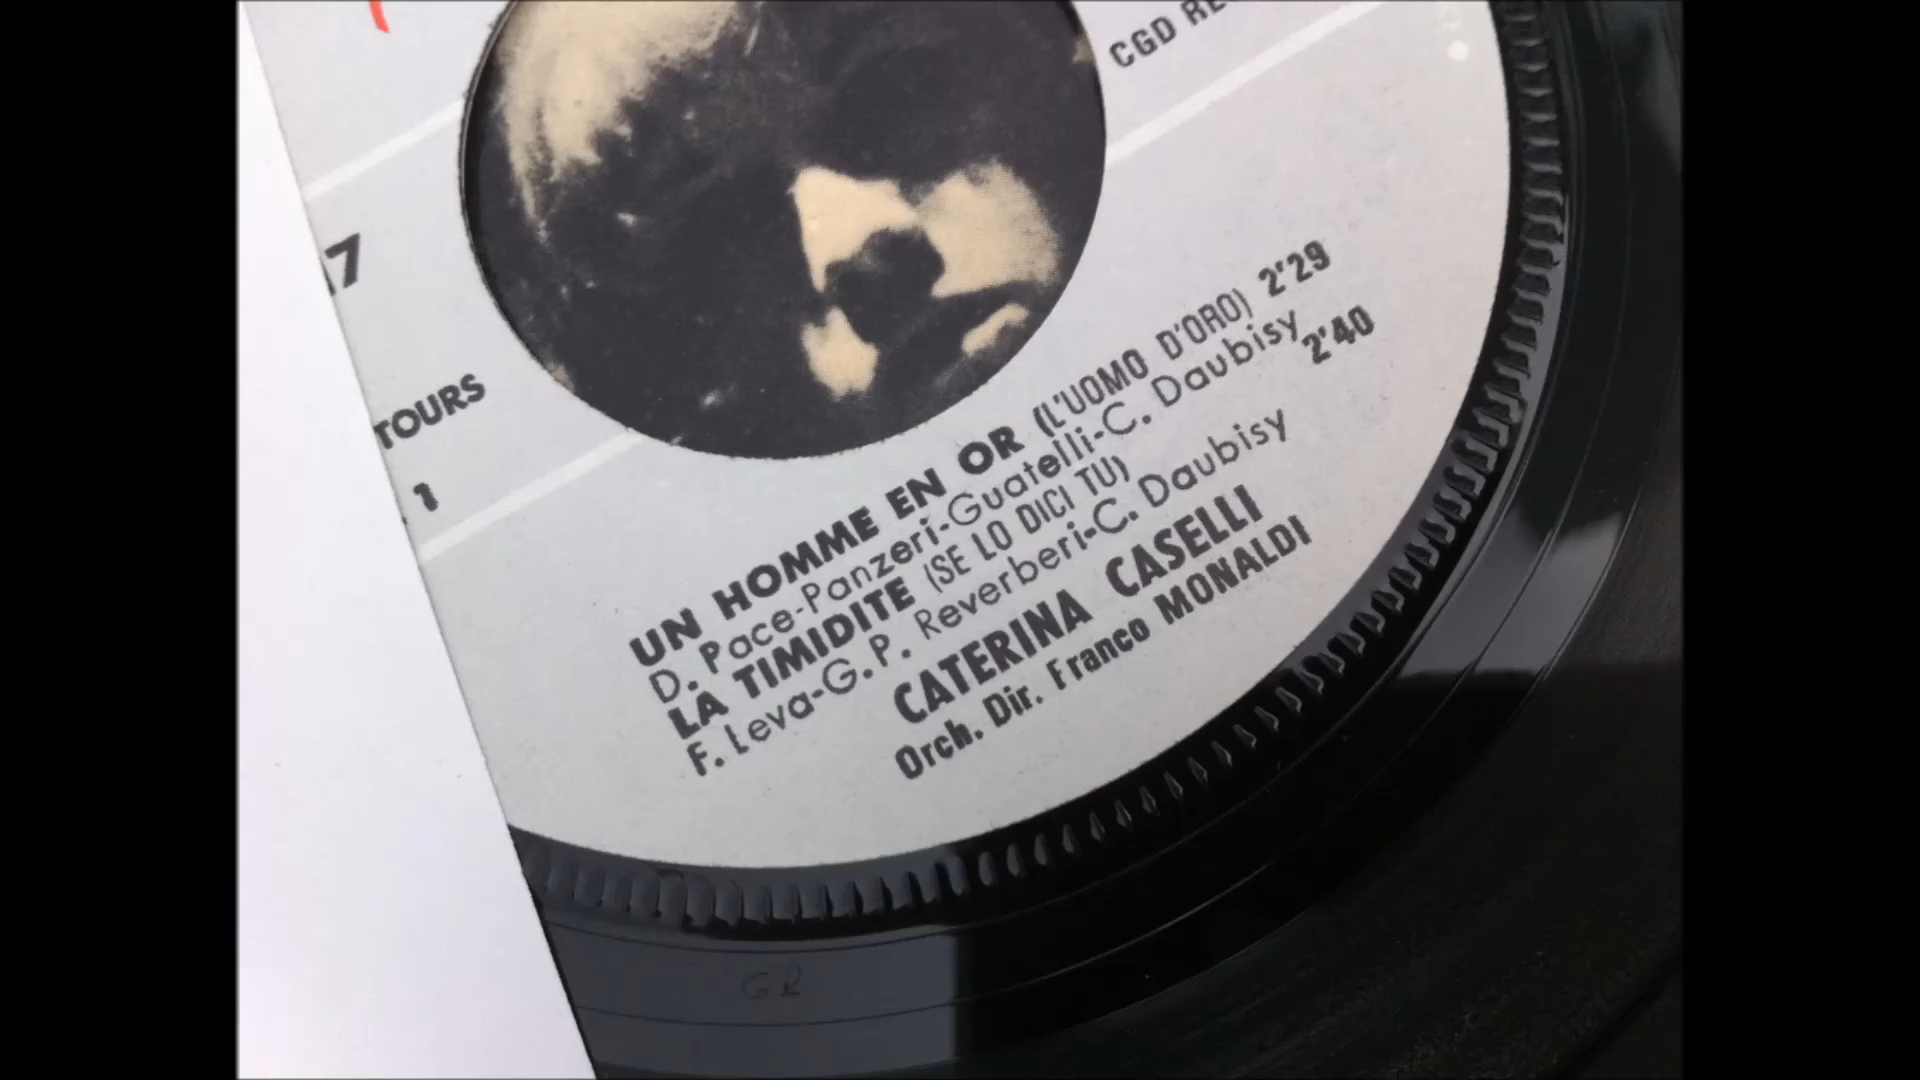 CGD
7
TOURS
1
UN HOMME EN OR (L'UOMO D'ORO) 2'29
D. Pace-Panzeri-Guatelli-C. Daubisy
LA TIMIDITE (SE LO DICI TU) 2'40
F. Leva-G.P. Reverberi-C. Daubisy
CATERINA CASELLI
Orch. Dir. Franco MONALDI
GR